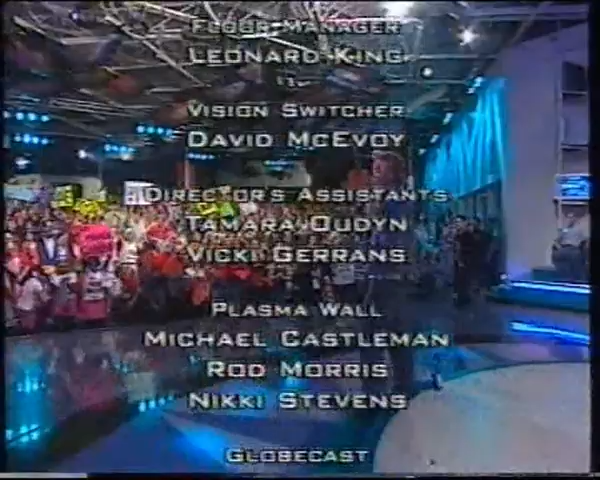 Floor Manager
Leonard King
Vision Switcher
David McEvoy
Director's Assistants
Tamara Oudyn
Vicki Gerrans
Plasma Wall
Michael Castleman
Rod Morris
Nikki Stevens
Globecast